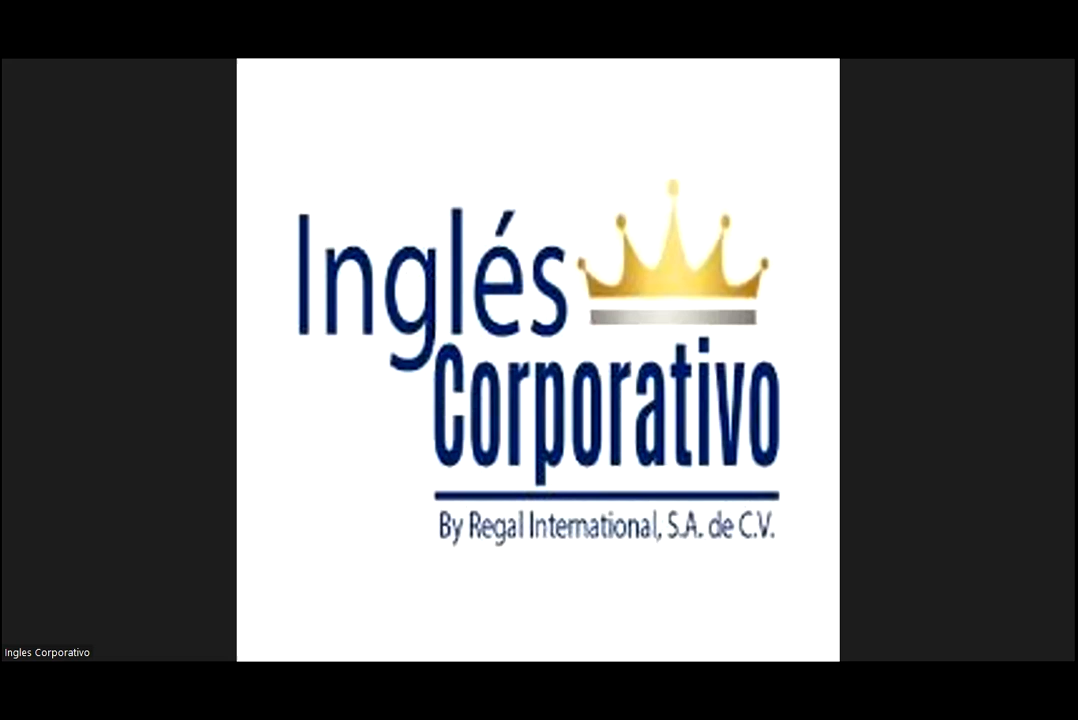 Inglés
Corporativo
By Regal International, S.A. de C.V.
Ingles Corporativo